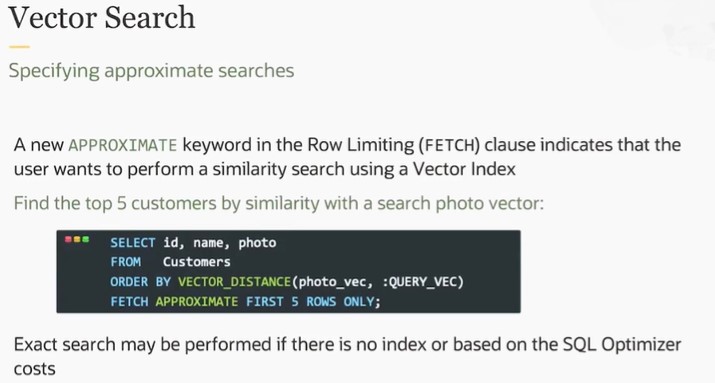 Vector Search
Specifying approximate searches
A new APPROXIMATE keyword in the Row Limiting (FETCH) clause indicates that the
user wants to perform a similarity search using a Vector Index
Find the top 5 customers by similarity with a search photo vector:
SELECT id, name, photo
FROM Customers
ORDER BY VECTOR_DISTANCE(photo_vec, :QUERY_VEC)
FETCH APPROXIMATE FIRST 5 ROWS ONLY;
Exact search may be performed if there is no index or based on the SQL Optimizer
costs